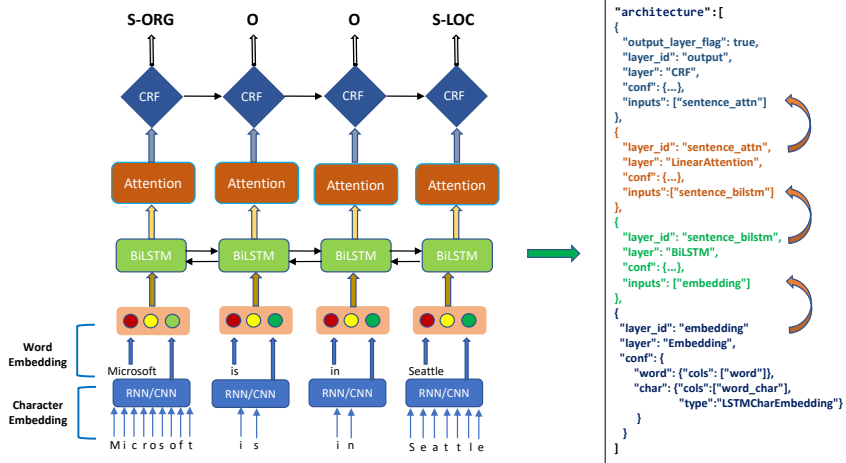 S-ORG O O S-LOC
CRF CRF CRF CRF
Attention Attention Attention Attention
BiLSTM BiLSTM BiLSTM BiLSTM
Word
Embedding
Microsoft is in Seattle
RNN/CNN RNN/CNN RNN/CNN RNN/CNN
Character
Embedding
M i c r o s o f t i s i n S e a t t l e
"architecture":[
{
"output_layer_flag": true,
"layer_id": "output",
"layer": "CRF",
"conf": {...},
"inputs": [“sentence_attn"]
},
{
"layer_id": "sentence_attn",
"layer": "LinearAttention",
"conf": {...},
"inputs":["sentence_bilstm"]
},
{
"layer_id": "sentence_bilstm",
"layer": "BiLSTM",
"conf": {...},
"inputs": ["embedding"]
},
{
"layer_id": "embedding"
"layer": "Embedding",
"conf": {
"word": {"cols": ["word"]},
"char": {"cols":["word_char"],
"type":"LSTMCharEmbedding"}
}
}
]